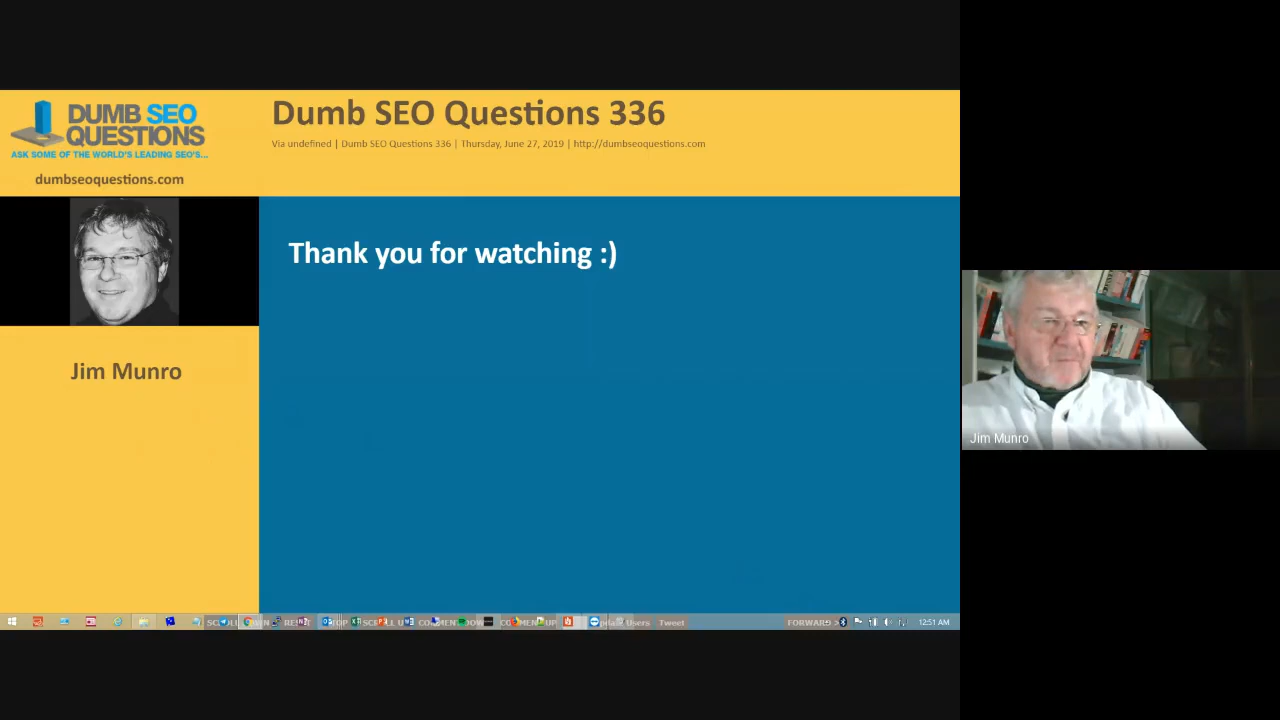 DUMB SEO
QUESTIONS
ASK SOME OF THE WORLD'S LEADING SEO'S...
dumbseoquestions.com
Dumb SEO Questions 336
Via undefined | Dumb SEO Questions 336 | Thursday, June 27, 2019 | http://dumbseoquestions.com
Thank you for watching :)
Jim Munro
Jim Munro
Users Tweet FORWARD > 12:51 AM